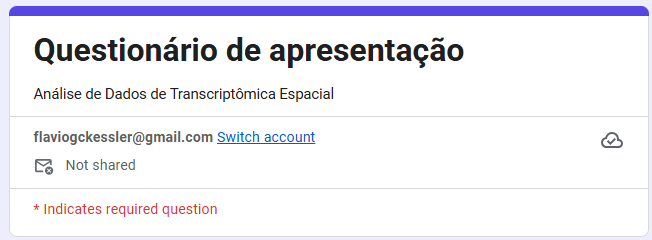 Questionário de apresentação
Análise de Dados de Transcriptômica Espacial
flaviogckessler@gmail.com Switch account
Not shared
* Indicates required question